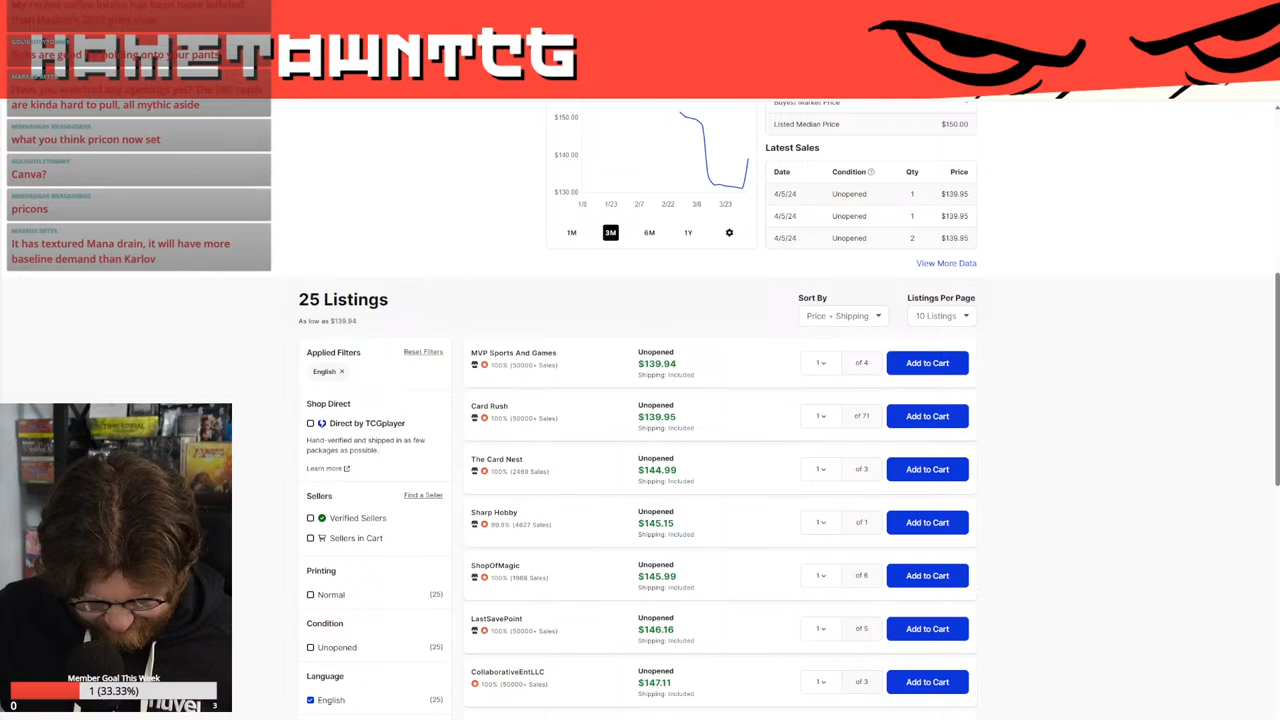 HOMETOWNTCG
are kinda hard to pull, all mythic aside
what you think pricon now set
Canva?
pricons
It has textured Mana drain, it will have more
baseline demand than Karlov
$150.00
$140.00
$130.00
1/8 1/23 2/7 2/22 3/8 3/23
1M 3M 6M 1Y
Buylist Market Price -
Listed Median Price $150.00
Latest Sales
Date Condition Qty Price
4/5/24 Unopened 1 $139.95
4/5/24 Unopened 1 $139.95
4/5/24 Unopened 2 $139.95
View More Data
25 Listings
As low as $139.94
Sort By
Price + Shipping
Listings Per Page
10 Listings
Applied Filters
Reset Filters
English ×
Shop Direct
Direct by TCGplayer
Hand-verified and shipped in as few
packages as possible.
Learn more
Sellers
Find a Seller
Verified Sellers
Sellers in Cart
Printing
Normal (25)
Condition
Unopened (25)
Language
English (25)
MVP Sports And Games
100% (50000+ Sales)
Unopened
$139.94
Shipping: Included
1 of 4
Add to Cart
Card Rush
100% (50000+ Sales)
Unopened
$139.95
Shipping: Included
1 of 71
Add to Cart
The Card Nest
100% (2469 Sales)
Unopened
$144.99
Shipping: Included
1 of 3
Add to Cart
Sharp Hobby
99.8% (4627 Sales)
Unopened
$145.15
Shipping: Included
1 of 1
Add to Cart
ShopOfMagic
100% (1968 Sales)
Unopened
$145.99
Shipping: Included
1 of 6
Add to Cart
LastSavePoint
100% (50000+ Sales)
Unopened
$146.16
Shipping: Included
1 of 5
Add to Cart
CollaborativeEntLLC
100% (50000+ Sales)
Unopened
$147.11
Shipping: Included
1 of 3
Add to Cart
Member Goal This Week
1 (33.33%)
0 3